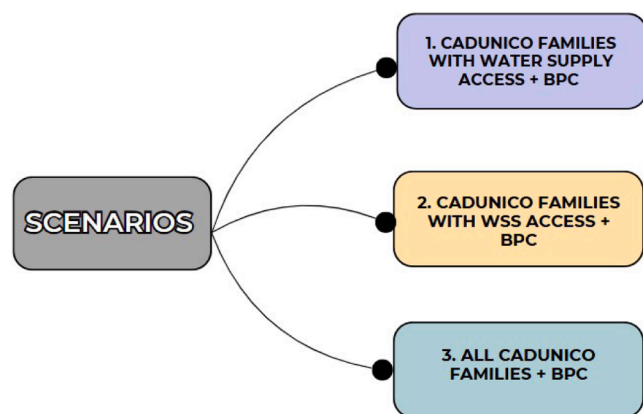 1. CADUNICO FAMILIES
WITH WATER SUPPLY
ACCESS + BPC
SCENARIOS
2. CADUNICO FAMILIES
WITH WSS ACCESS +
BPC
3. ALL CADUNICO
FAMILIES + BPC